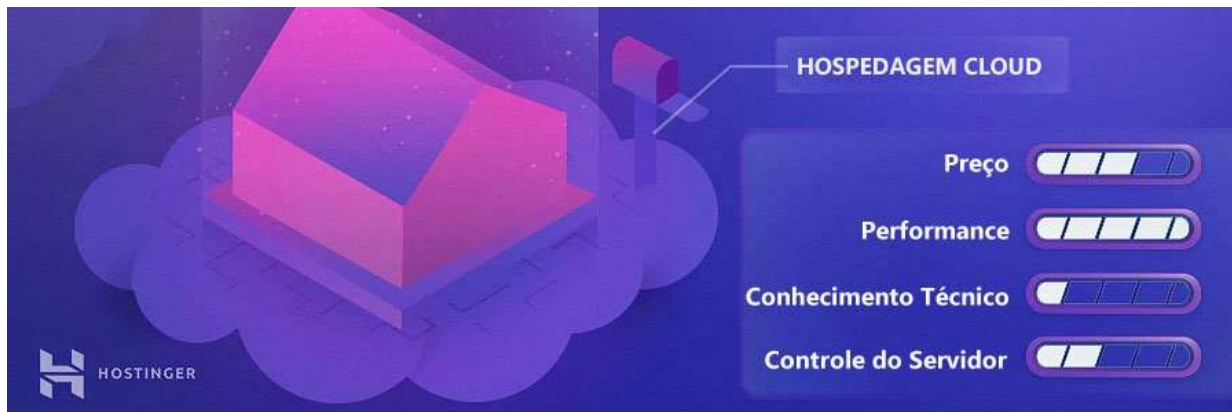 HOSPEDAGEM CLOUD
Preço
Performance
Conhecimento Técnico
Controle do Servidor
HOSTINGER